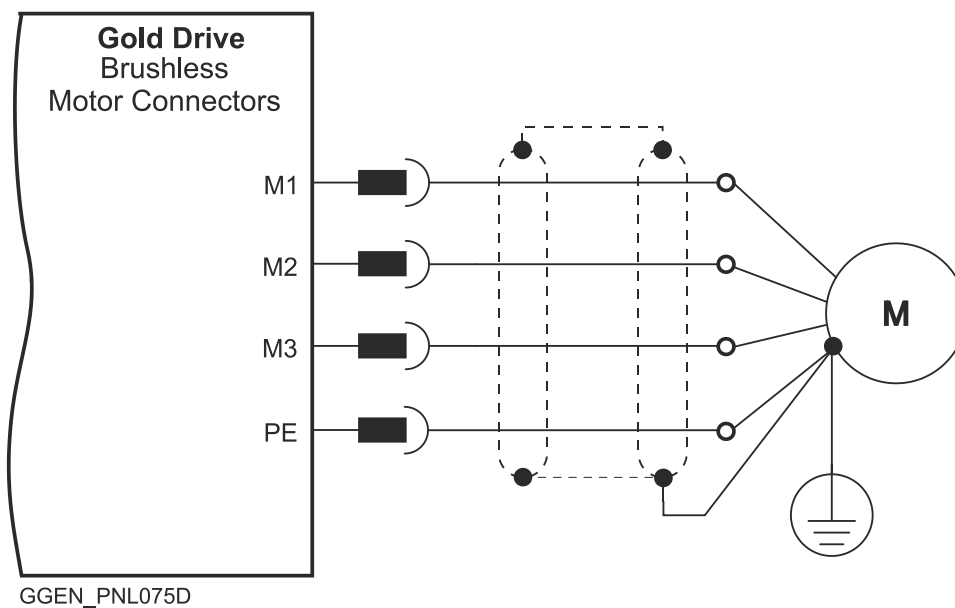 Gold Drive
Brushless
Motor Connectors
M1
M2
M3
PE
M
GGEN_PNL075D